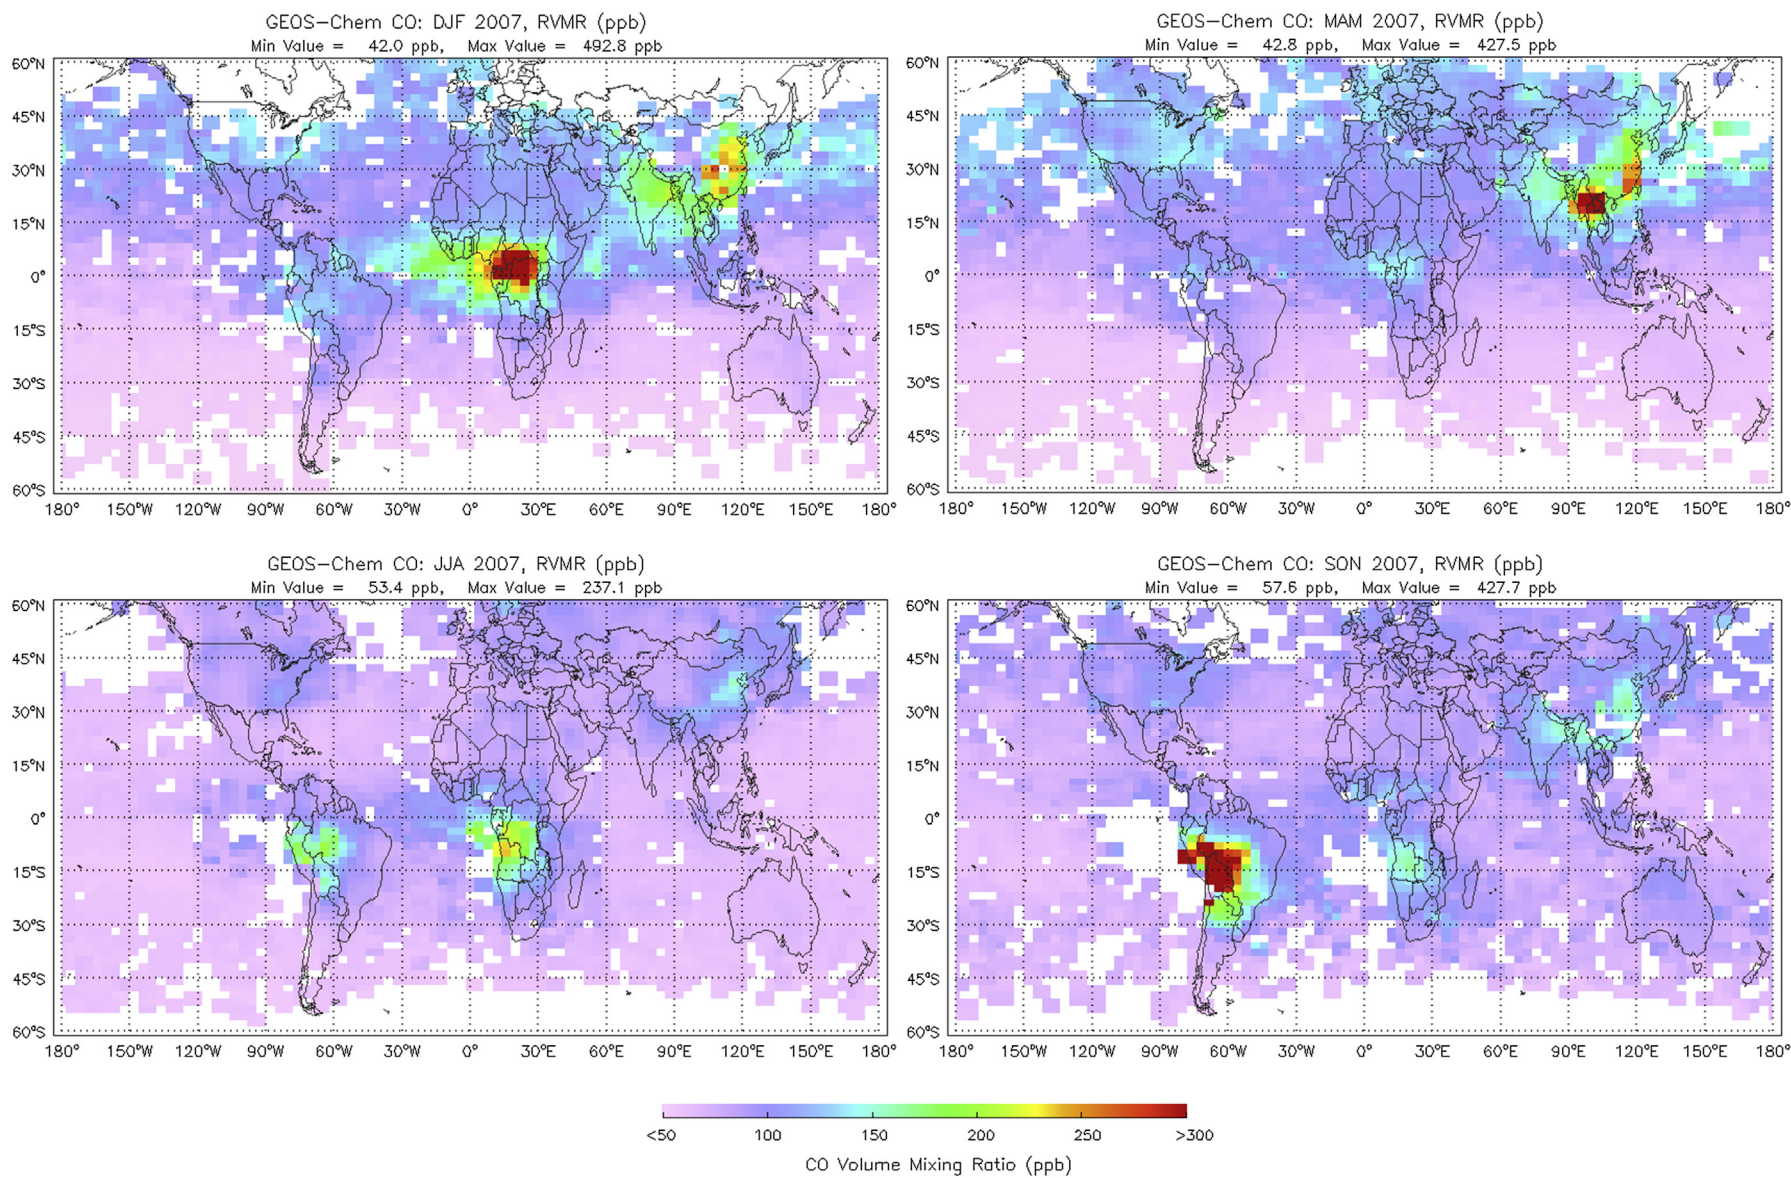 GEOS-Chem CO: DJF 2007, RVMR (ppb)
Min Value = 42.0 ppb, Max Value = 492.8 ppb
60°N
45°N
30°N
15°N
0°
15°S
30°S
45°S
60°S
180° 150°W 120°W 90°W 60°W 30°W 0° 30°E 60°E 90°E 120°E 150°E 180°
GEOS-Chem CO: MAM 2007, RVMR (ppb)
Min Value = 42.8 ppb, Max Value = 427.5 ppb
60°N
45°N
30°N
15°N
0°
15°S
30°S
45°S
60°S
180° 150°W 120°W 90°W 60°W 30°W 0° 30°E 60°E 90°E 120°E 150°E 180°
GEOS-Chem CO: JJA 2007, RVMR (ppb)
Min Value = 53.4 ppb, Max Value = 237.1 ppb
60°N
45°N
30°N
15°N
0°
15°S
30°S
45°S
60°S
180° 150°W 120°W 90°W 60°W 30°W 0° 30°E 60°E 90°E 120°E 150°E 180°
GEOS-Chem CO: SON 2007, RVMR (ppb)
Min Value = 57.6 ppb, Max Value = 427.7 ppb
60°N
45°N
30°N
15°N
0°
15°S
30°S
45°S
60°S
180° 150°W 120°W 90°W 60°W 30°W 0° 30°E 60°E 90°E 120°E 150°E 180°
<50 100 150 200 250 >300
CO Volume Mixing Ratio (ppb)